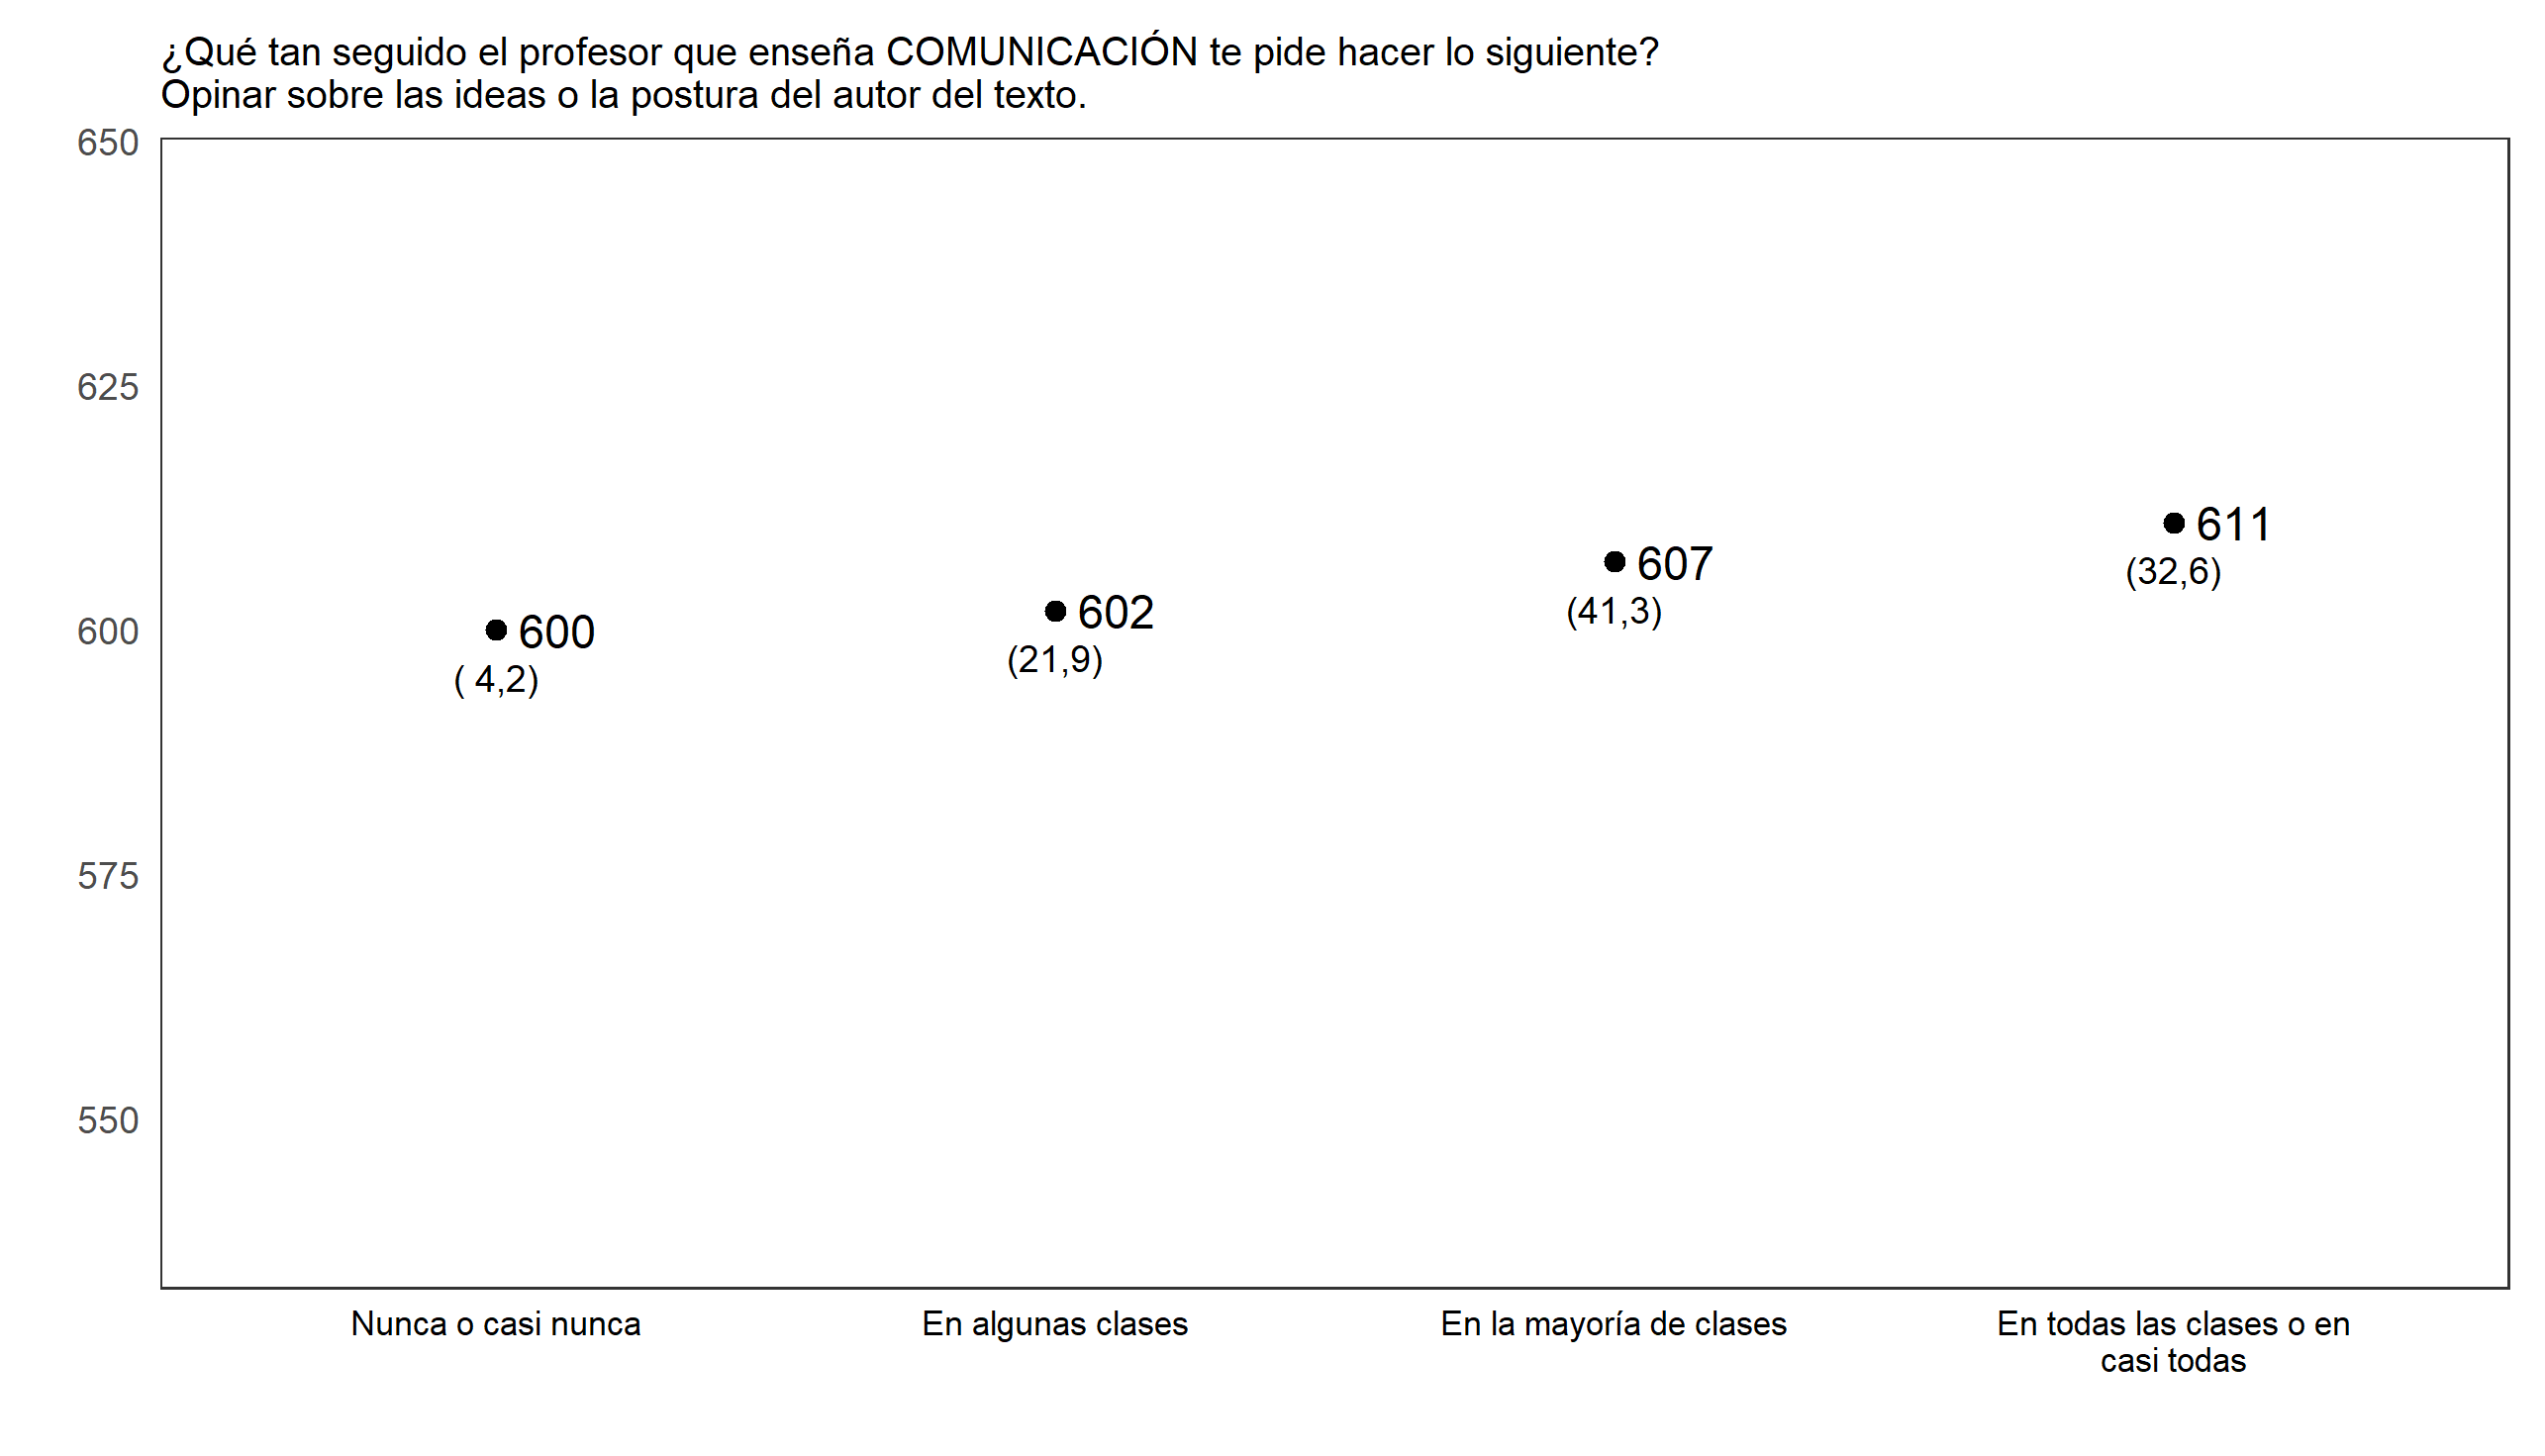 ¿Qué tan seguido el profesor que enseña COMUNICACIÓN te pide hacer lo siguiente?
Opinar sobre las ideas o la postura del autor del texto.
650
625
600
575
550
600
( 4,2)
602
(21,9)
607
(41,3)
611
(32,6)
Nunca o casi nunca
En algunas clases
En la mayoría de clases
En todas las clases o en
casi todas